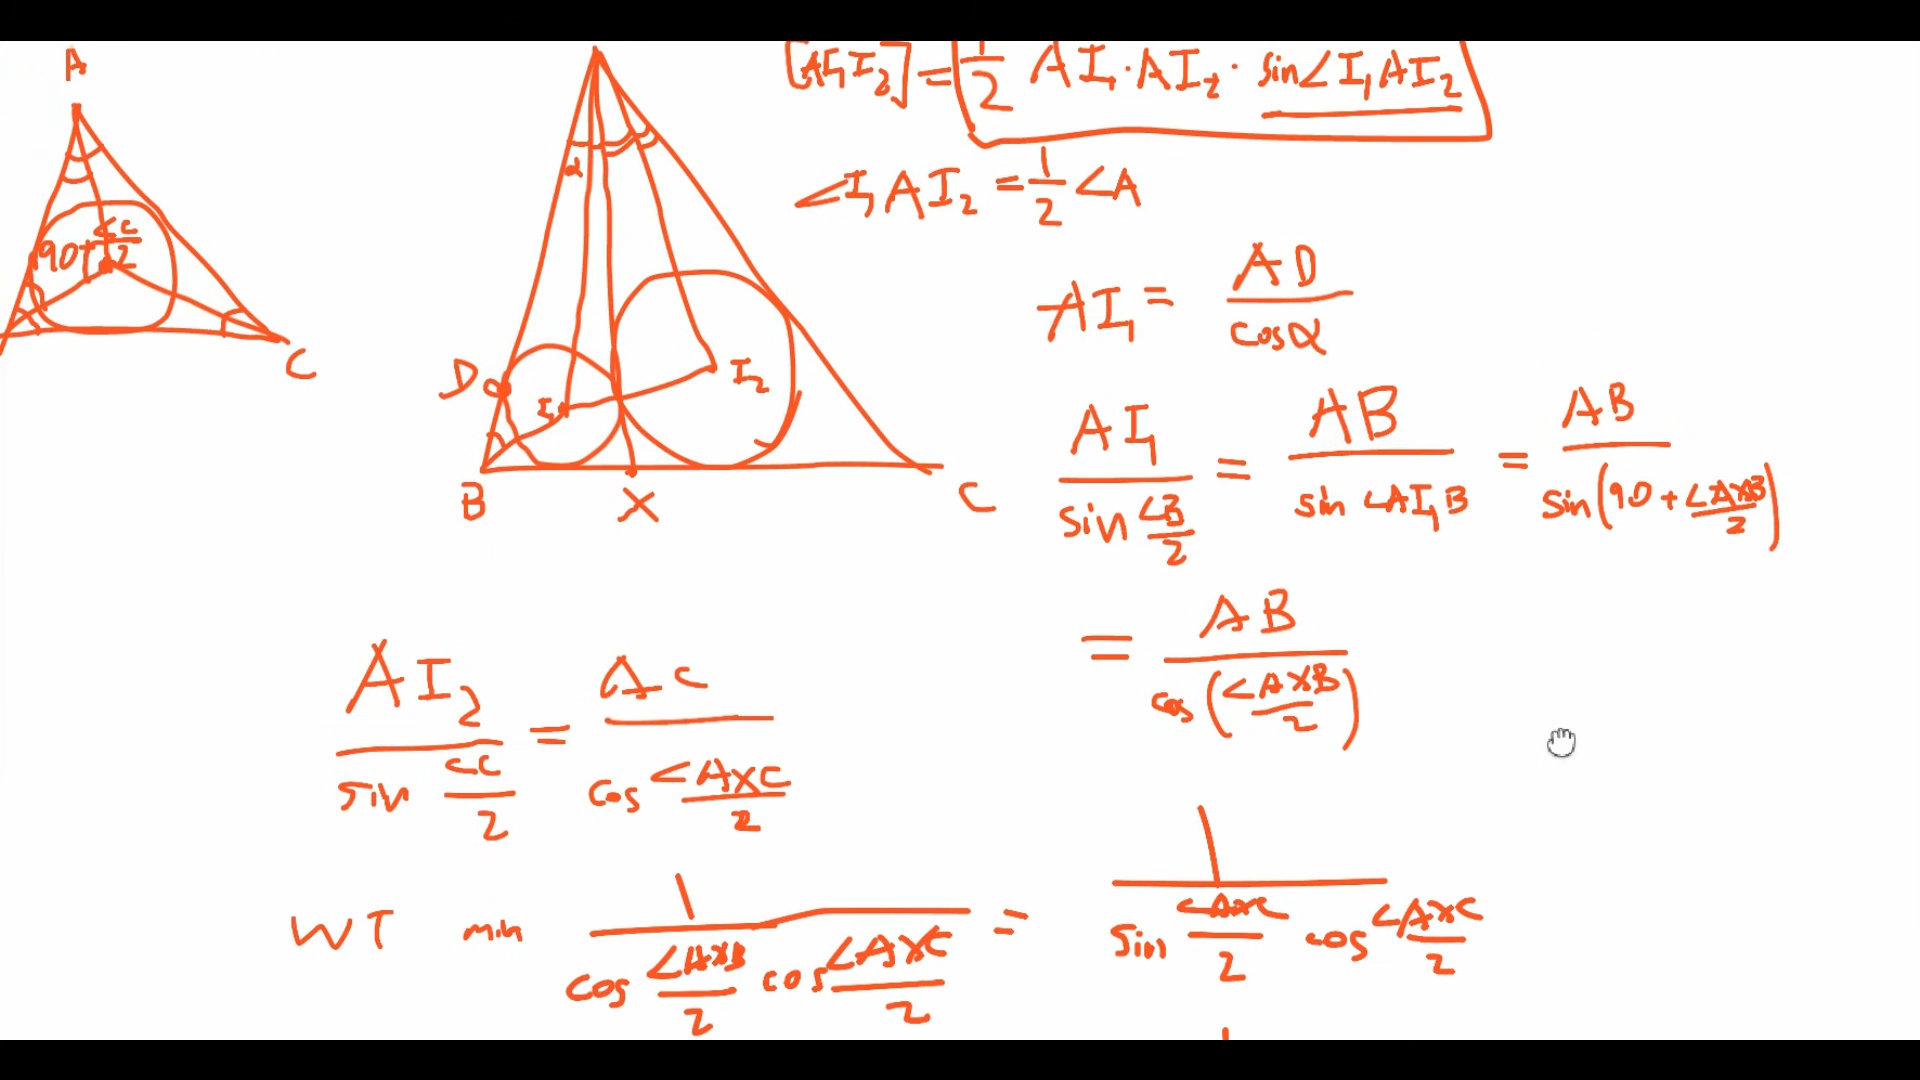 A
90+∠C/2
C
α
D
I₁
I₂
B
X
C
[AI₁I₂] = 1/2 AI₁ · AI₂ · sin∠I₁AI₂
∠I₁AI₂ = 1/2 ∠A
AI₁ = AD/cosα
AI₁/sin ∠B/2 = AB/sin ∠AI₁B = AB/sin(90 + ∠AXB/2)
= AB/cos(∠AXB/2)
AI₂/sin ∠C/2 = AC/cos ∠AXC/2
WT min 1/cos ∠AXB/2 cos ∠AXC/2 = 1/sin ∠AXC/2 cos ∠AXC/2